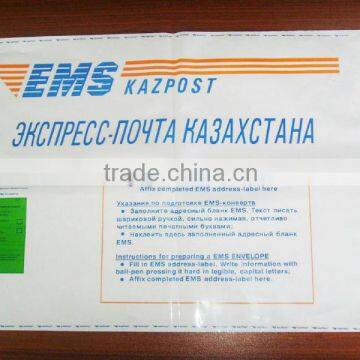 EMS KAZPOST
ЭКСПРЕСС-ПОЧТА КАЗАХСТАНА
trade.china.cn
Affix completed EMS address-label here
Указание по подготовке EMS-конверта
• Заполните адресный бланк EMS. Текст писать
шариковой ручкой, сильно нажимая, отчетливо
читаемыми печатными буквами;
• Наклеить здесь заполненный адресный бланк
EMS.
Instructions for preparing a EMS ENVELOPE
• Fill in EMS address-label. Write information with
ball-pen pressing it hard in legible, capital letters;
• Affix completed EMS address-label here.